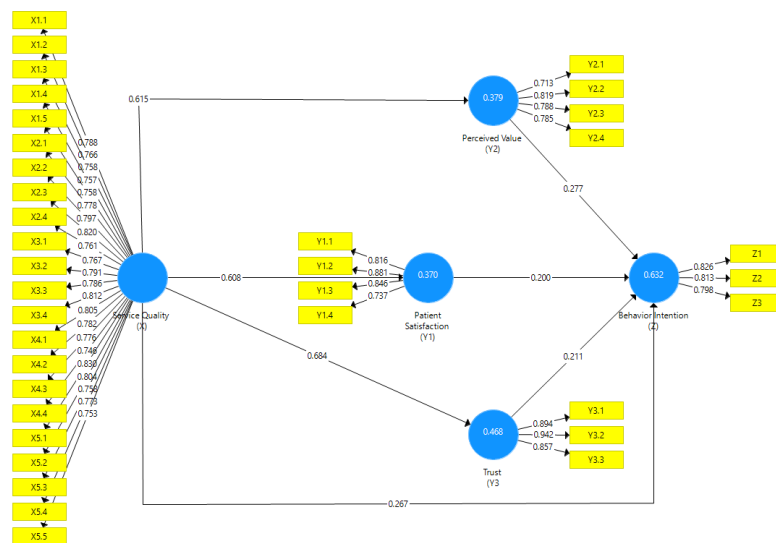 X1.1
X1.2
X1.3
X1.4
X1.5
X2.1
X2.2
X2.3
X2.4
X3.1
X3.2
X3.3
X3.4
X4.1
X4.2
X4.3
X4.4
X5.1
X5.2
X5.3
X5.4
X5.5
0.788
0.766
0.758
0.757
0.758
0.778
0.797
0.820
0.761
0.767
0.791
0.786
0.812
0.805
0.782
0.776
0.746
0.830
0.804
0.758
0.773
0.753
Service Quality
(X)
0.615
0.608
0.684
0.267
0.379
Perceived Value
(Y2)
0.713
0.819
0.788
0.785
Y2.1
Y2.2
Y2.3
Y2.4
0.277
Y1.1
Y1.2
Y1.3
Y1.4
0.816
0.881
0.846
0.737
0.370
Patient
Satisfaction
(Y1)
0.200
0.468
Trust
(Y3
0.894
0.942
0.857
Y3.1
Y3.2
Y3.3
0.211
0.632
Behavior Intention
(Z)
0.826
0.813
0.798
Z1
Z2
Z3